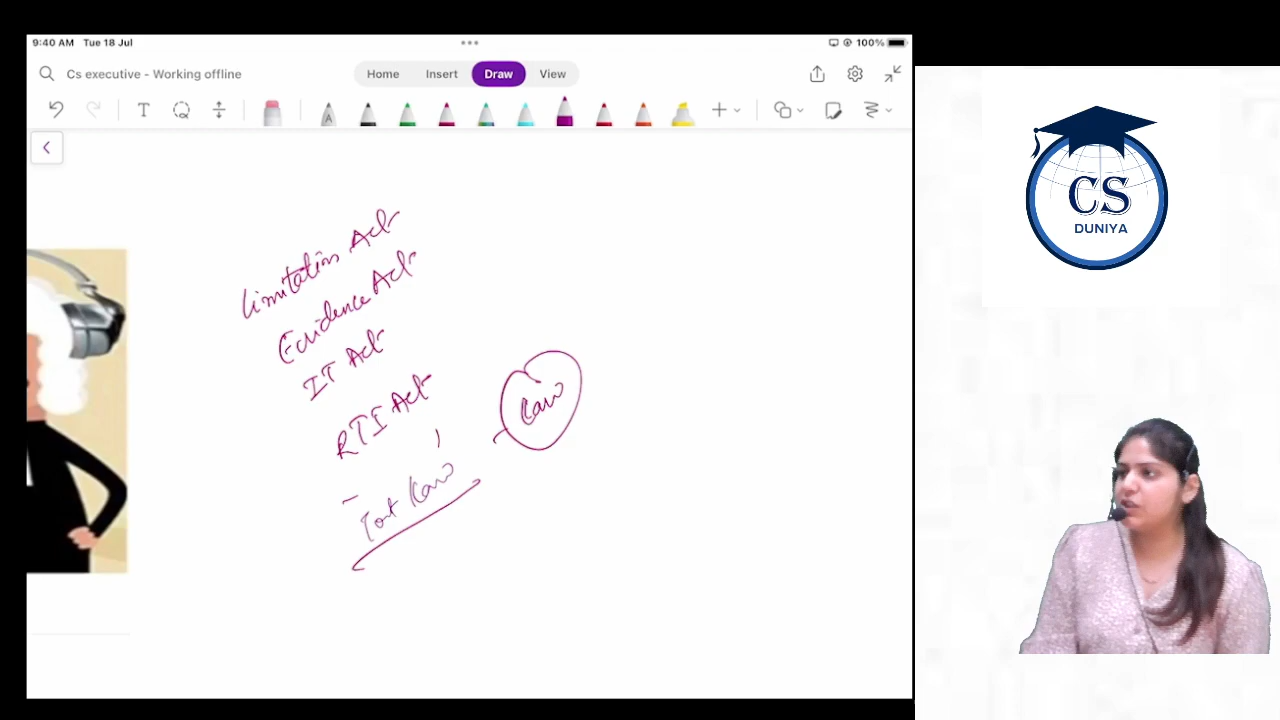 9:40 AM Tue 18 Jul
100%
Cs executive - Working offline
Home Insert Draw View
T
A
Limitation Act
Evidence Act
IT Act
RTI Act
Law
Tort Law
CS
DUNIYA